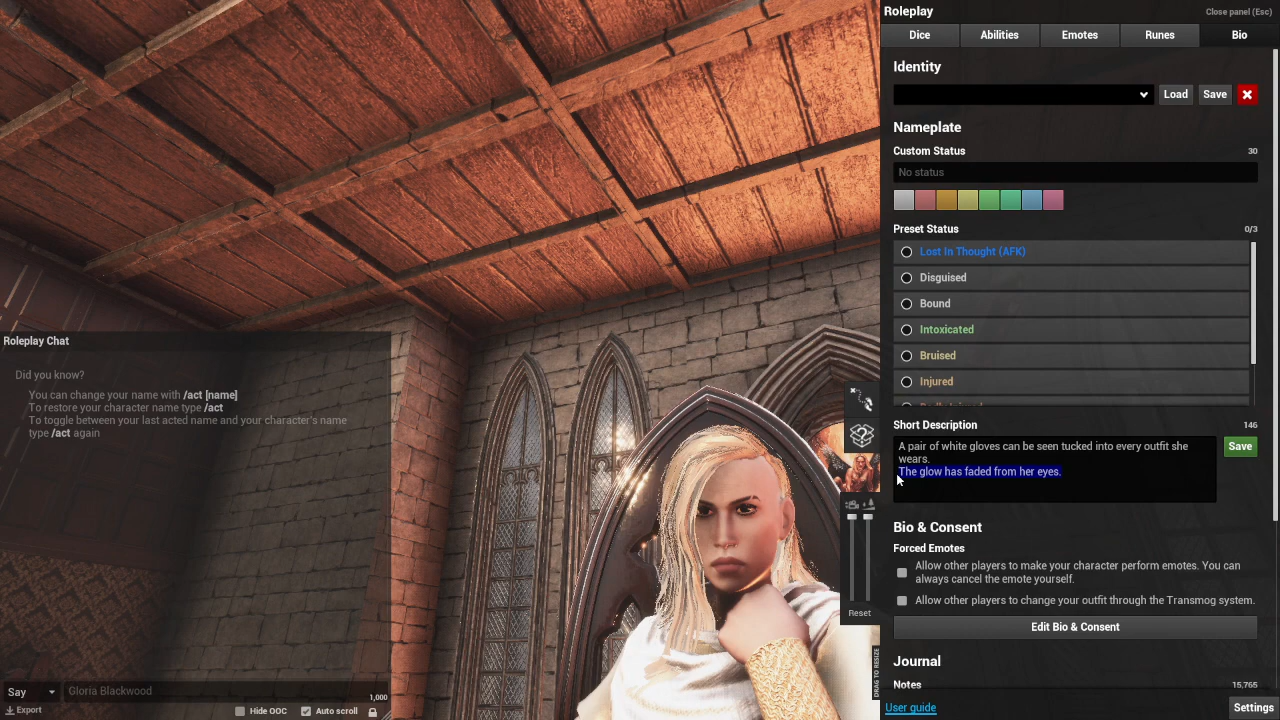 Roleplay
Close panel (Esc)
Dice
Abilities
Emotes
Runes
Bio
Identity
Load
Save
Nameplate
Custom Status
30
No status
Preset Status
0/3
Lost In Thought (AFK)
Disguised
Bound
Intoxicated
Bruised
Injured
Short Description
146
A pair of white gloves can be seen tucked into every outfit she
wears.
The glow has faded from her eyes.
Save
Bio & Consent
Forced Emotes
Allow other players to make your character perform emotes. You can
always cancel the emote yourself.
Allow other players to change your outfit through the Transmog system.
Edit Bio & Consent
Journal
Notes
15,765
User guide
Settings
Reset
DRAG TO RESIZE
Roleplay Chat
Did you know?
You can change your name with /act [name]
To restore your character name type /act
To toggle between your last acted name and your character's name
type /act again
Say
Gloria Blackwood
1,000
Export
Hide OOC
Auto scroll